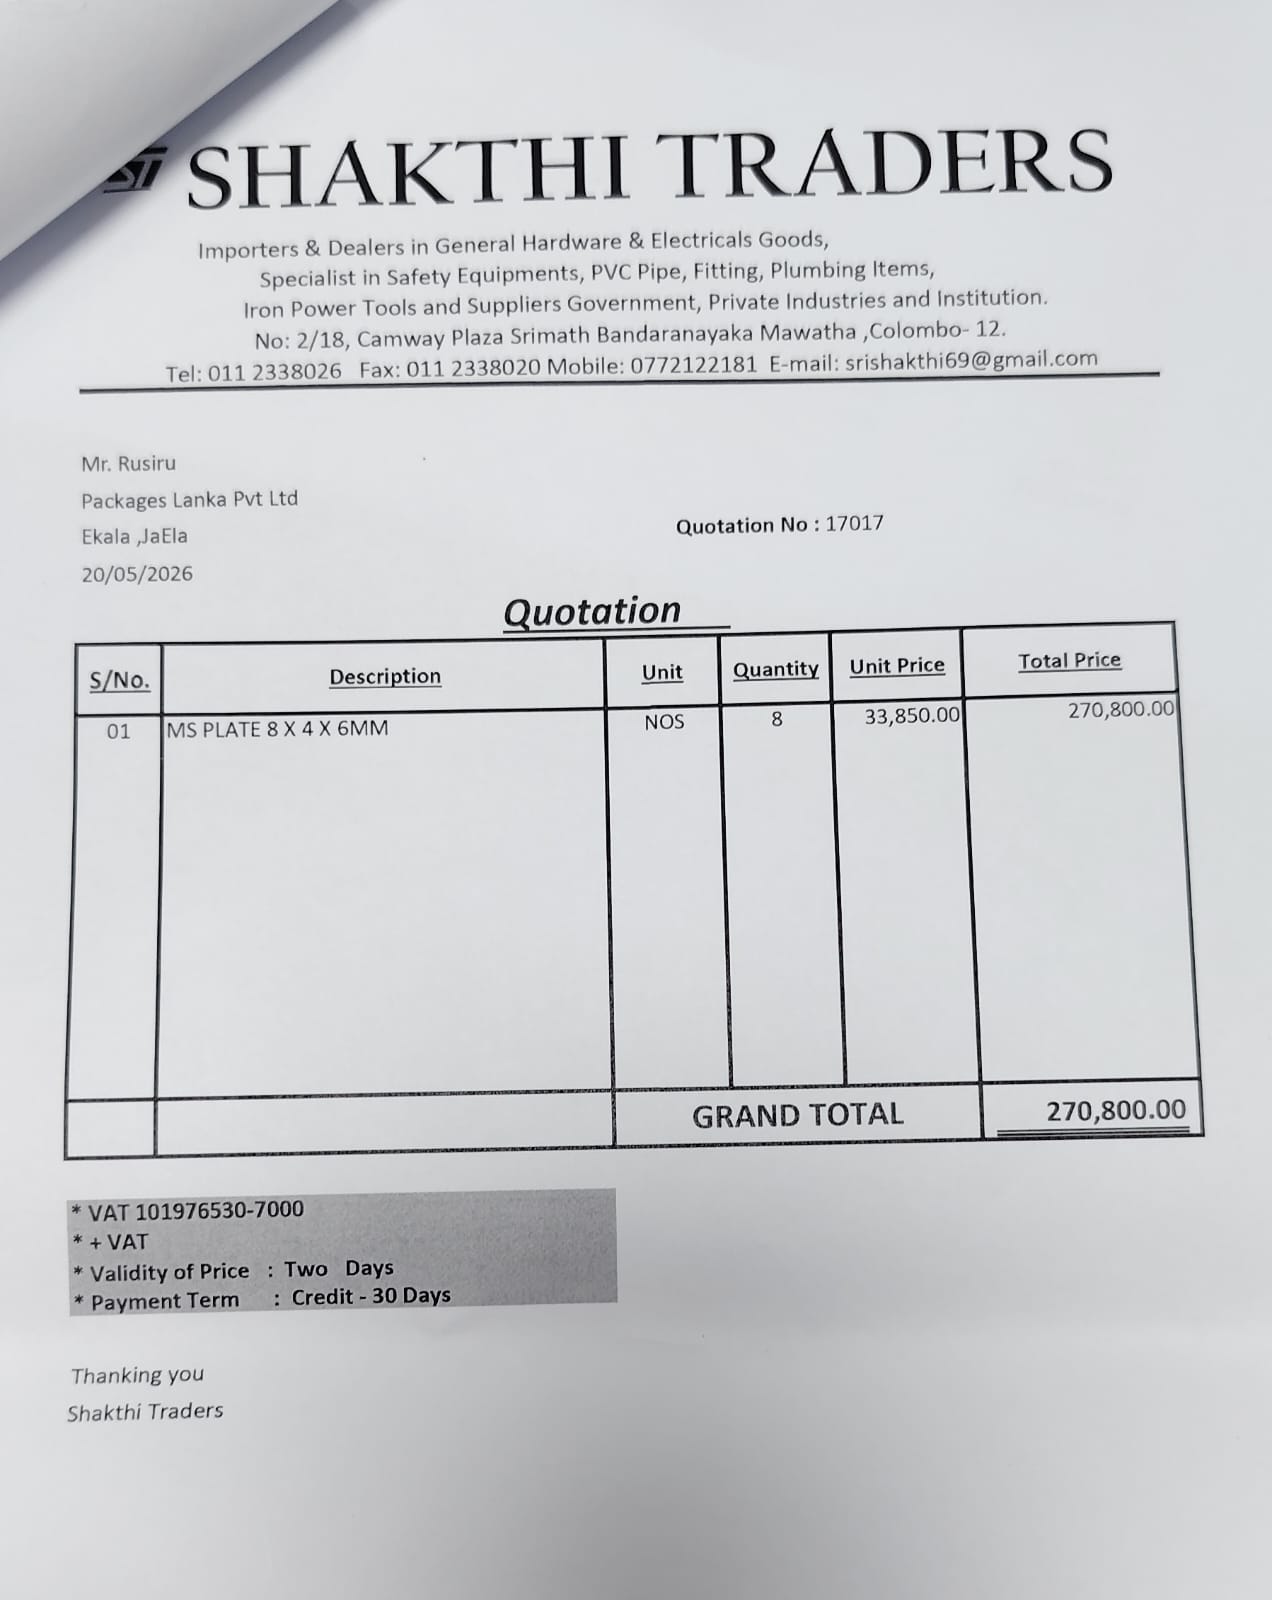 ST SHAKTHI TRADERS
Importers & Dealers in General Hardware & Electricals Goods,
Specialist in Safety Equipments, PVC Pipe, Fitting, Plumbing Items,
Iron Power Tools and Suppliers Government, Private Industries and Institution.
No: 2/18, Camway Plaza Srimath Bandaranayaka Mawatha ,Colombo- 12.
Tel: 011 2338026 Fax: 011 2338020 Mobile: 0772122181 E-mail: srishakthi69@gmail.com
Mr. Rusiru
Packages Lanka Pvt Ltd
Quotation No : 17017
Ekala ,JaEla
20/05/2026
Quotation
S/No. Description Unit Quantity Unit Price Total Price
01 MS PLATE 8 X 4 X 6MM NOS 8 33,850.00 270,800.00
GRAND TOTAL 270,800.00
* VAT 101976530-7000
* + VAT
* Validity of Price : Two Days
* Payment Term : Credit - 30 Days
Thanking you
Shakthi Traders